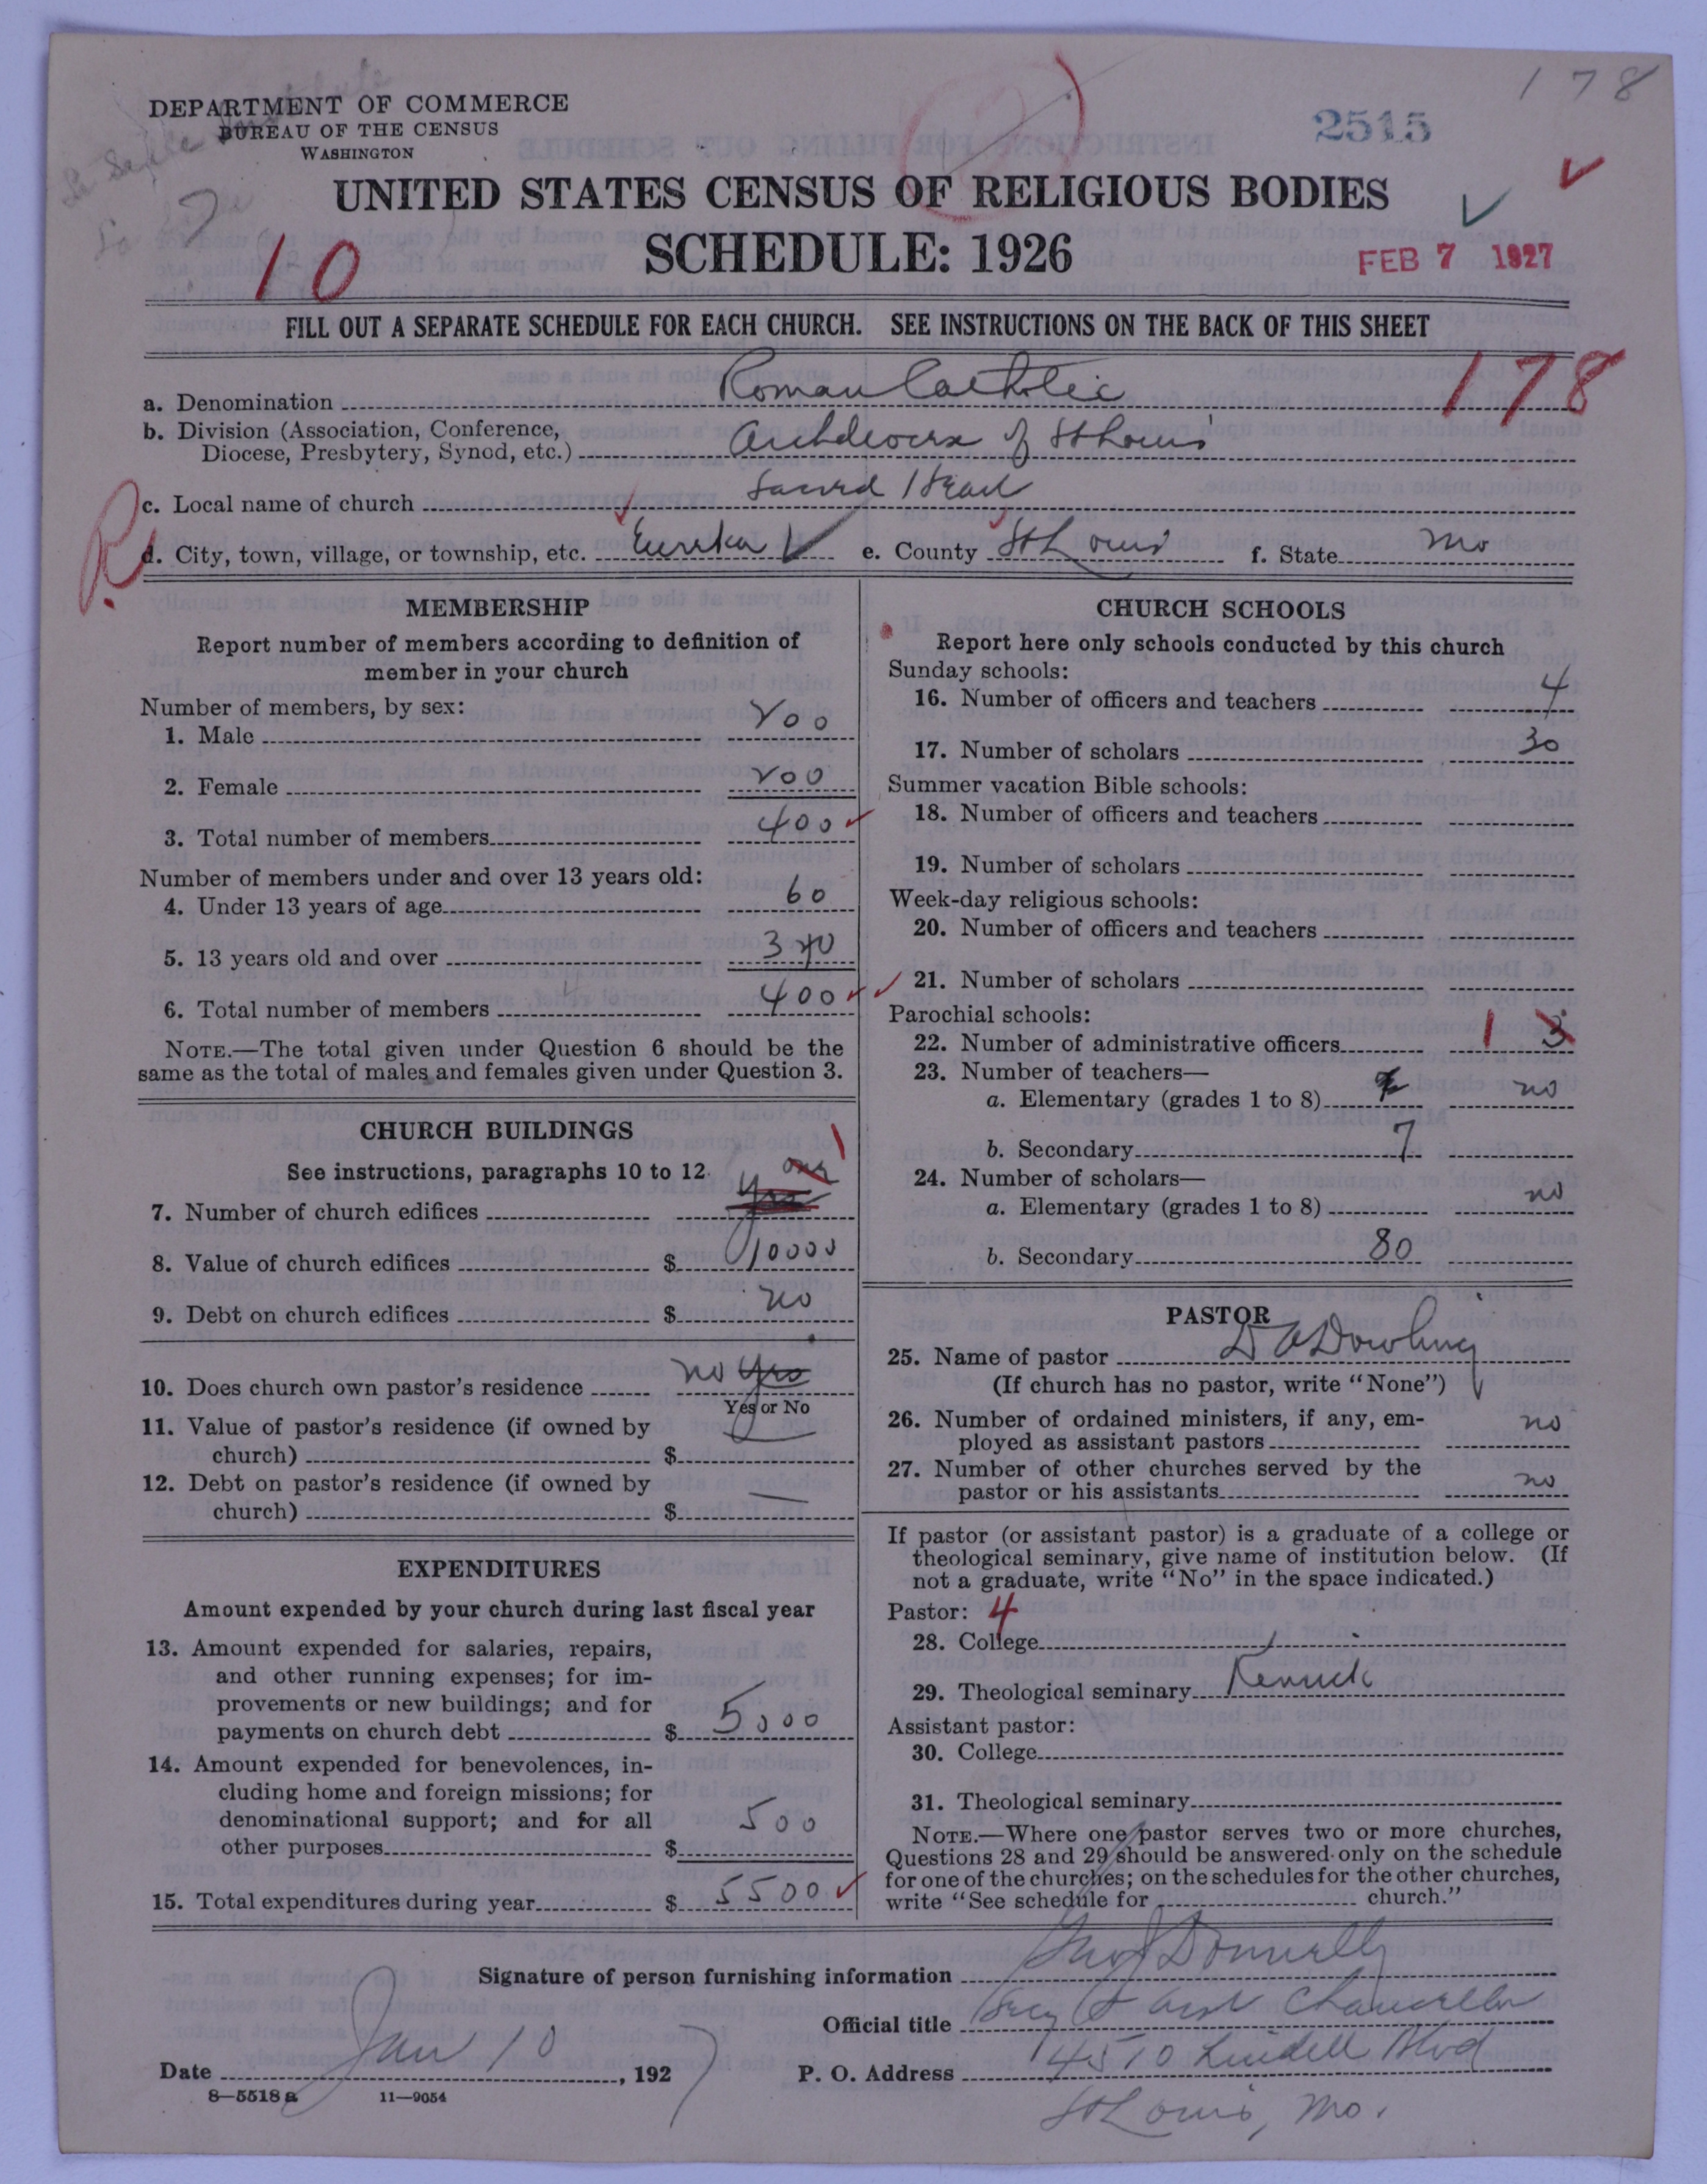 178
DEPARTMENT OF COMMERCE
BUREAU OF THE CENSUS
WASHINGTON
2515
UNITED STATES CENSUS OF RELIGIOUS BODIES
SCHEDULE: 1926
FEB 7 1927
10
FILL OUT A SEPARATE SCHEDULE FOR EACH CHURCH. SEE INSTRUCTIONS ON THE BACK OF THIS SHEET
178
a. Denomination Roman Catholic
b. Division (Association, Conference,
Diocese, Presbytery, Synod, etc.) Archdiocese of St Louis
c. Local name of church Sacred Heart
R.
d. City, town, village, or township, etc. Eureka e. County St Louis f. State Mo
MEMBERSHIP
Report number of members according to definition of
member in your church
Number of members, by sex:
1. Male 200
2. Female 200
3. Total number of members 400
Number of members under and over 13 years old:
4. Under 13 years of age 60
5. 13 years old and over 340
6. Total number of members 400
NOTE.—The total given under Question 6 should be the
same as the total of males and females given under Question 3.
CHURCH BUILDINGS
See instructions, paragraphs 10 to 12
7. Number of church edifices yes one 1
8. Value of church edifices $ 10000
9. Debt on church edifices $ no
10. Does church own pastor's residence no yes
Yes or No
11. Value of pastor's residence (if owned by
church) $
12. Debt on pastor's residence (if owned by
church) $ —
EXPENDITURES
Amount expended by your church during last fiscal year
13. Amount expended for salaries, repairs,
and other running expenses; for im-
provements or new buildings; and for
payments on church debt $ 5000
14. Amount expended for benevolences, in-
cluding home and foreign missions; for
denominational support; and for all
other purposes $ 500
15. Total expenditures during year $ 5500
CHURCH SCHOOLS
Report here only schools conducted by this church
Sunday schools:
16. Number of officers and teachers 4
17. Number of scholars 30
Summer vacation Bible schools:
18. Number of officers and teachers
19. Number of scholars
Week-day religious schools:
20. Number of officers and teachers
21. Number of scholars
Parochial schools:
22. Number of administrative officers 1 3
23. Number of teachers—
a. Elementary (grades 1 to 8) no
b. Secondary 7
24. Number of scholars—
a. Elementary (grades 1 to 8) no
b. Secondary 80
PASTOR
25. Name of pastor D A Dowling
(If church has no pastor, write "None")
26. Number of ordained ministers, if any, em-
ployed as assistant pastors no
27. Number of other churches served by the
pastor or his assistants no
If pastor (or assistant pastor) is a graduate of a college or
theological seminary, give name of institution below. (If
not a graduate, write "No" in the space indicated.)
Pastor: 4
28. College
29. Theological seminary Kenrick
Assistant pastor:
30. College
31. Theological seminary
NOTE.—Where one pastor serves two or more churches,
Questions 28 and 29 should be answered only on the schedule
for one of the churches; on the schedules for the other churches,
write "See schedule for church."
Signature of person furnishing information Geo J Donnelly
Official title Secy & Asst Chancellor
Date Jan 10, 1927 P. O. Address 4510 Lindell Blvd
St Louis, Mo.
8—5518 a 11—9054